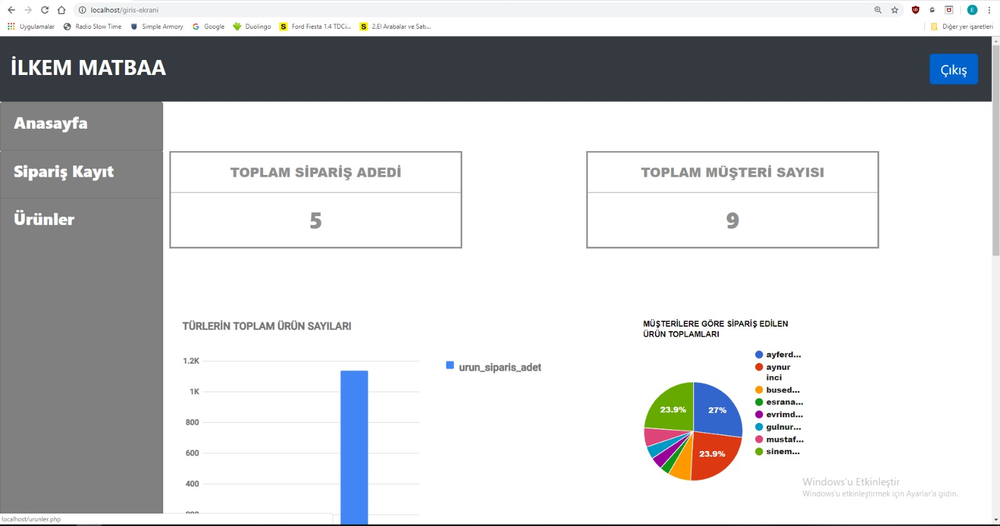 localhost/giris-ekrani
E
Uygulamalar Radio Slow Time Simple Armory Google Duolingo Ford Fiesta 1.4 TDCi... 2.El Arabalar ve Satı... Diğer yer işaretleri
İLKEM MATBAA
Çıkış
Anasayfa
Sipariş Kayıt
Ürünler
TOPLAM SİPARİŞ ADEDİ
5
TOPLAM MÜŞTERİ SAYISI
9
TÜRLERİN TOPLAM ÜRÜN SAYILARI
1.2K
1K
800
600
400
200
urun_siparis_adet
MÜŞTERİLERE GÖRE SİPARİŞ EDİLEN
ÜRÜN TOPLAMLARI
23.9%
27%
23.9%
ayferd...
aynur
inci
bused...
esrana...
evrimd...
gulnur...
mustaf...
sinem...
Windows'u Etkinleştir
Windows'u etkinleştirmek için Ayarlar'a gidin.
localhost/urunler.php